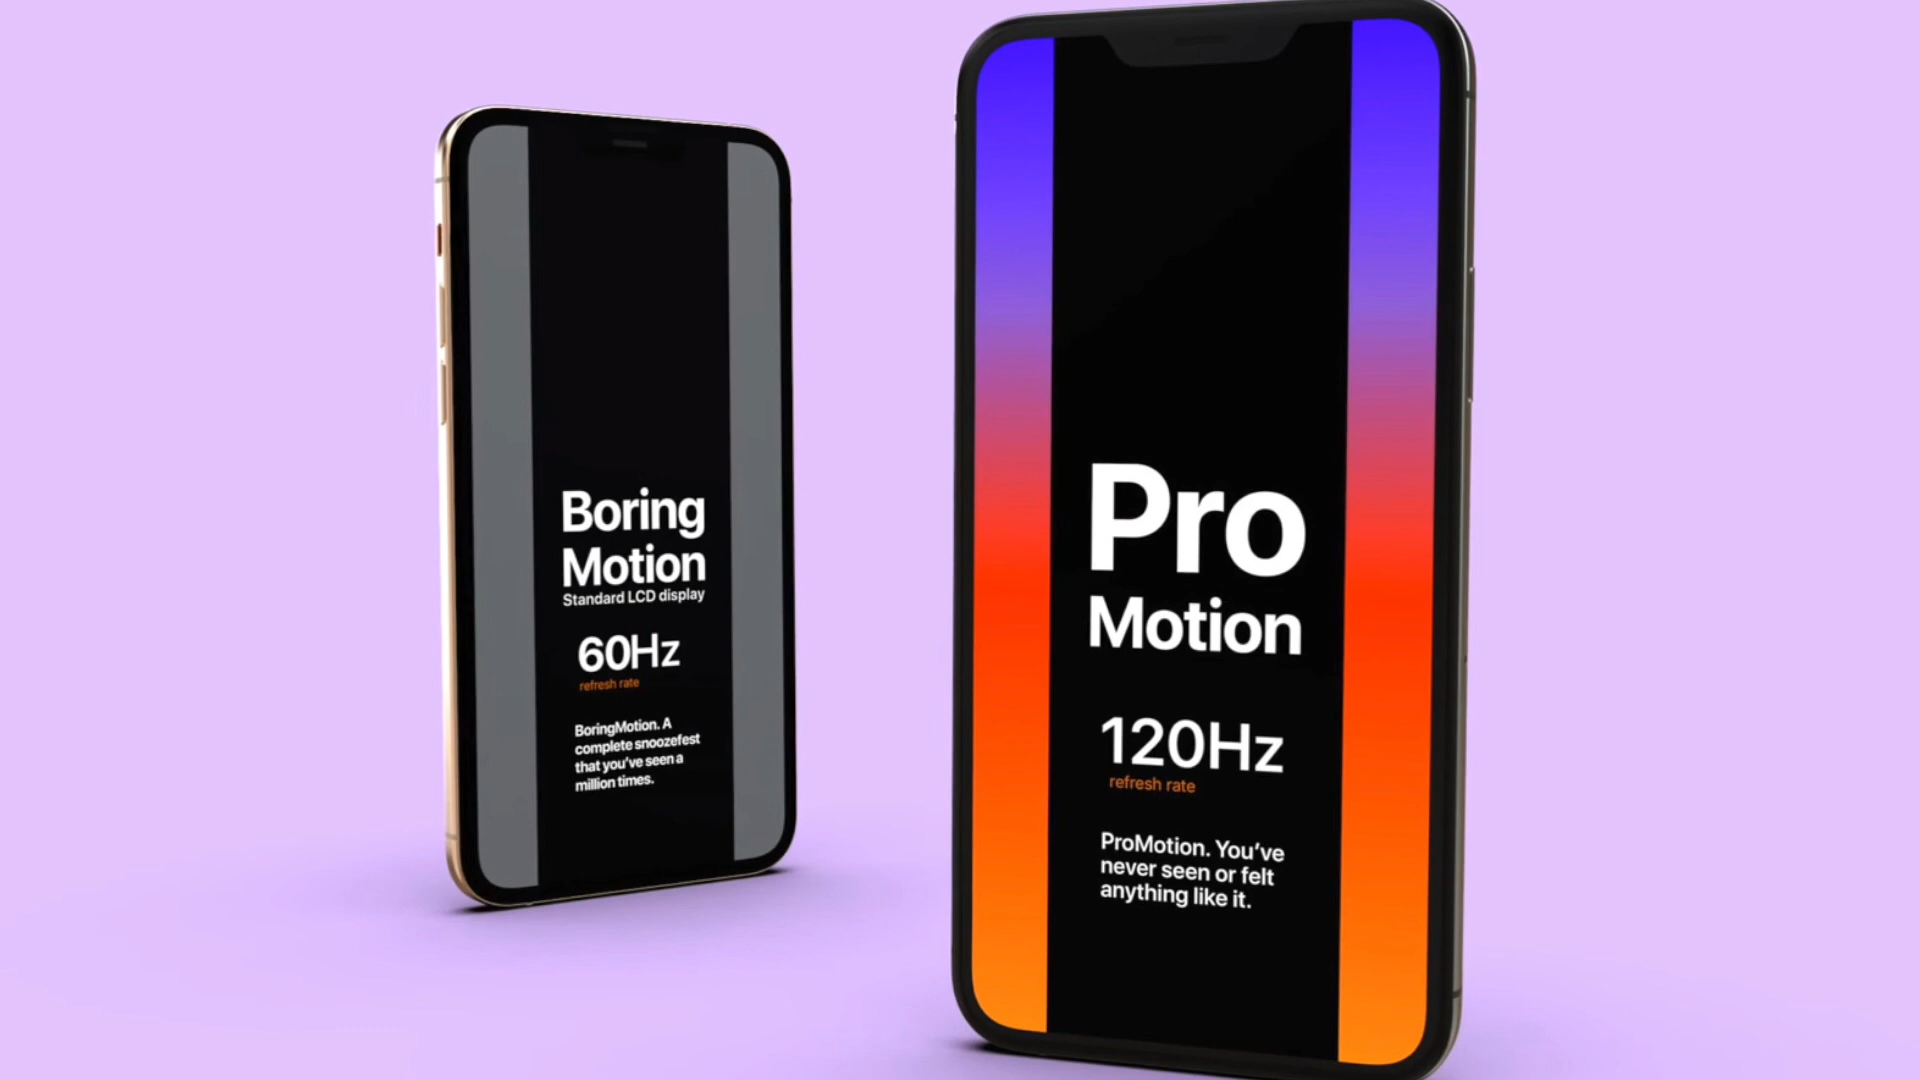 Boring
Motion
Standard LCD display
60Hz
refresh rate
BoringMotion. A
complete snoozefest
that you've seen a
million times.
Pro
Motion
120Hz
refresh rate
ProMotion. You've
never seen or felt
anything like it.